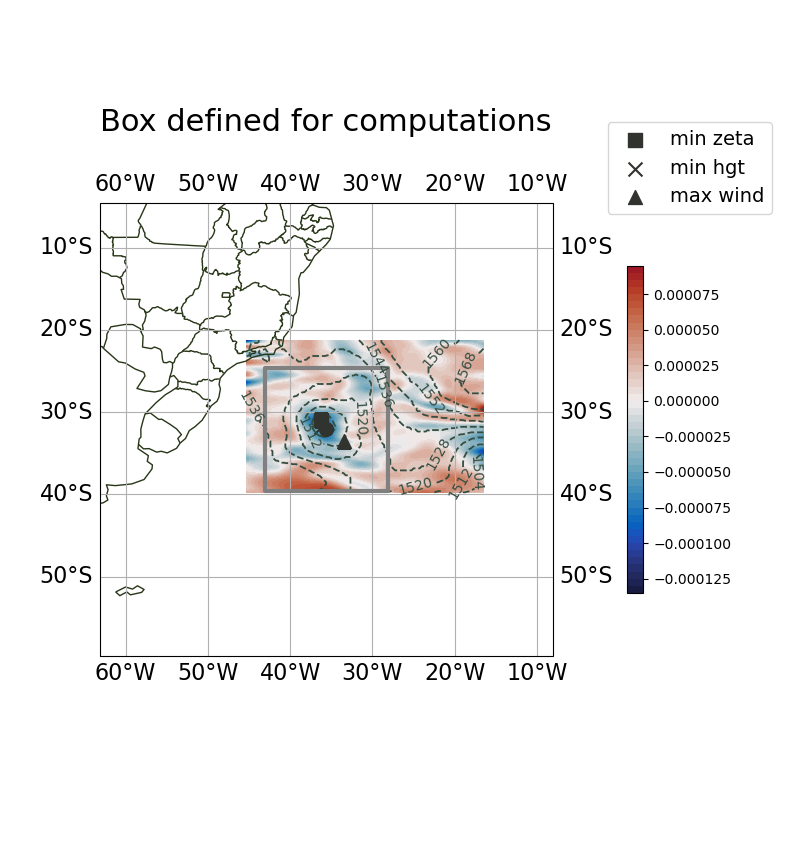 Box defined for computations
min zeta
min hgt
max wind
60°W 50°W 40°W 30°W 20°W 10°W
10°S 10°S
20°S 20°S
30°S 30°S
40°S 40°S
50°S 50°S
60°W 50°W 40°W 30°W 20°W 10°W
0.000075
0.000050
0.000025
0.000000
−0.000025
−0.000050
−0.000075
−0.000100
−0.000125
1560
1568
1552
1536
1520
1528
1520
1512
1504